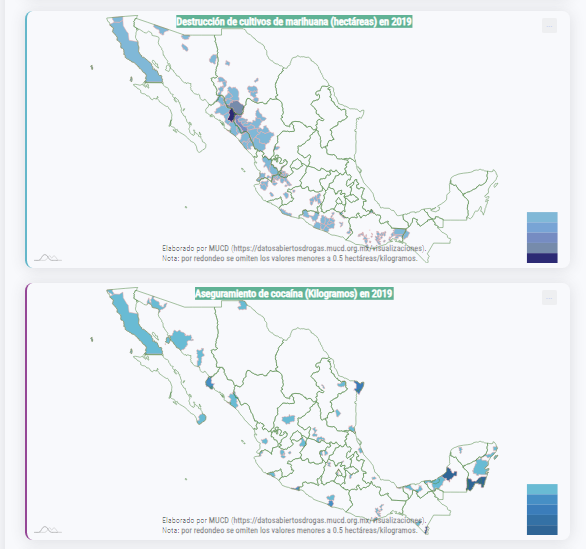 Destrucción de cultivos de marihuana (hectáreas) en 2019
Elaborado por MUCD (https://datosabiertosdrogas.mucd.org.mx/visualizaciones).
Nota: por redondeo se omiten los valores menores a 0.5 hectáreas/kilogramos.
Aseguramiento de cocaína (Kilogramos) en 2019
Elaborado por MUCD (https://datosabiertosdrogas.mucd.org.mx/visualizaciones).
Nota: por redondeo se omiten los valores menores a 0.5 hectáreas/kilogramos.